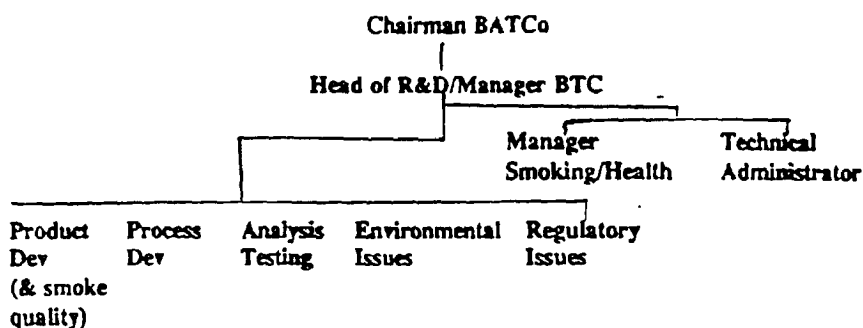 Chairman BATCo
Head of R&D/Manager BTC
Manager
Smoking/Health
Technical
Administrator
Product
Dev
(& smoke
quality)
Process
Dev
Analysis
Testing
Environmental
Issues
Regulatory
Issues